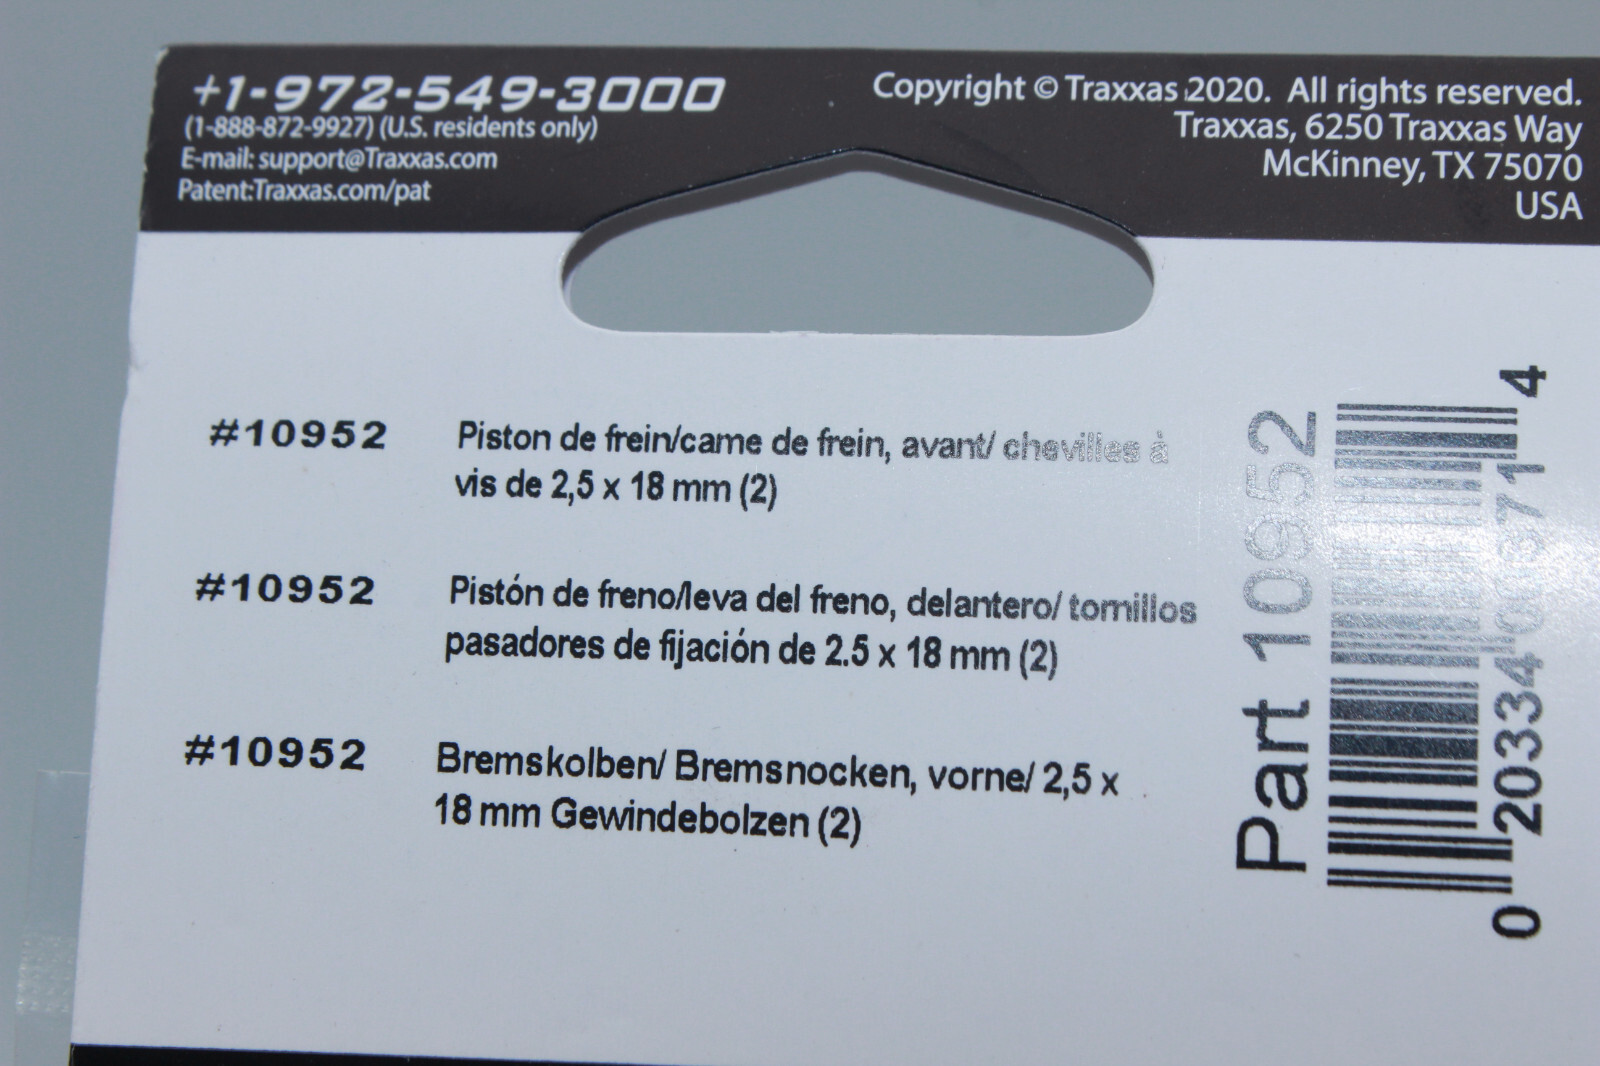 +1-972-549-3000
(1-888-872-9927) (U.S. residents only)
E-mail: support@Traxxas.com
Patent:Traxxas.com/pat
Copyright © Traxxas 2020. All rights reserved.
Traxxas, 6250 Traxxas Way
McKinney, TX 75070
USA
#10952 Piston de frein/came de frein, avant/ chevilles à
vis de 2,5 x 18 mm (2)
#10952 Pistón de freno/leva del freno, delantero/ tornillos
pasadores de fijación de 2.5 x 18 mm (2)
#10952 Bremskolben/ Bremsnocken, vorne/ 2,5 x
18 mm Gewindebolzen (2)
Part 10952
0 20334 4